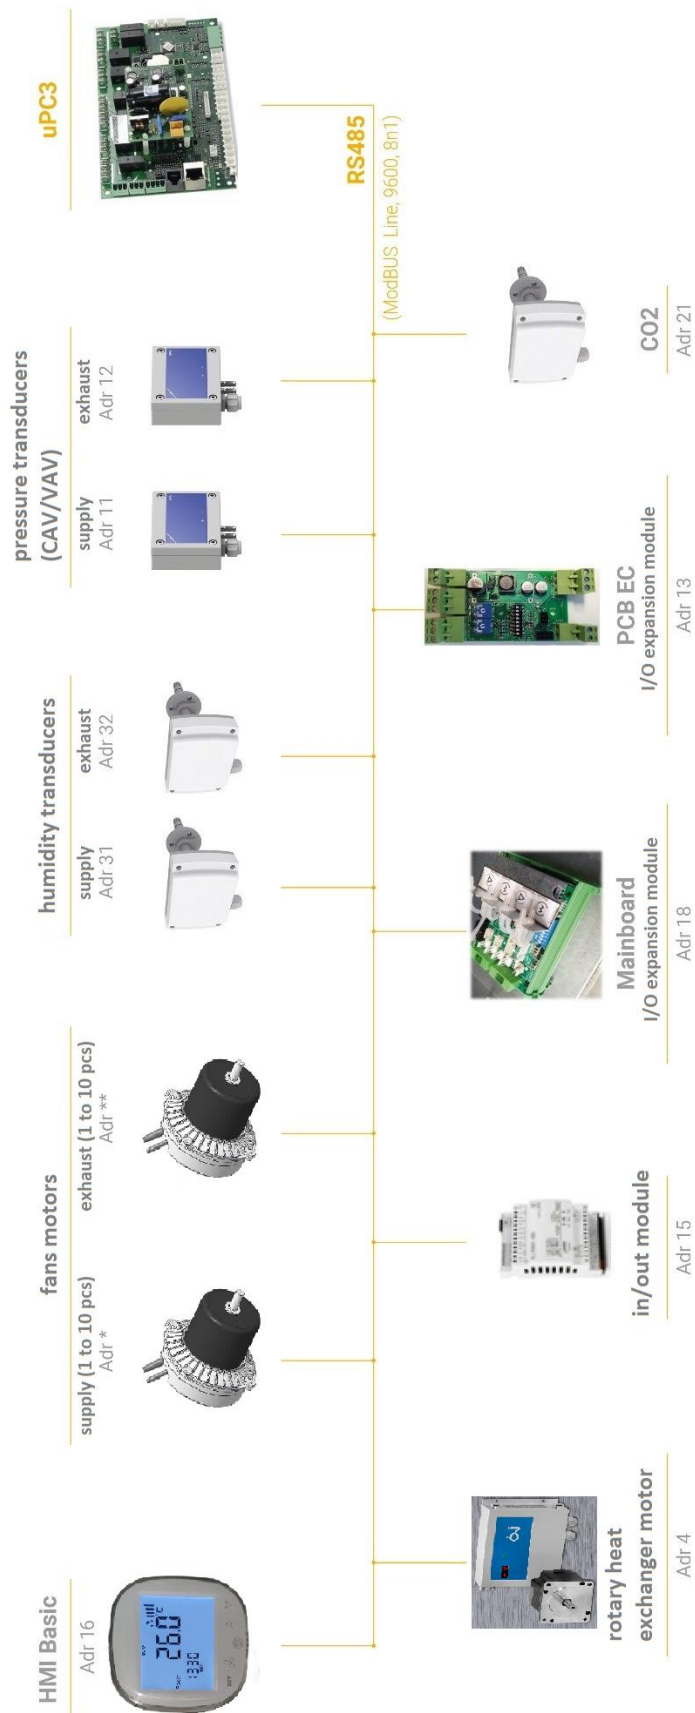 uPC3
RS485
(ModBUS Line, 9600, 8n1)
pressure transducers
(CAV/VAV)
exhaust
Adr 12
supply
Adr 11
humidity transducers
exhaust
Adr 32
supply
Adr 31
fans motors
exhaust (1 to 10 pcs)
Adr **
supply (1 to 10 pcs)
Adr *
HMI Basic
Adr 16
26.0
°C
13:30
OFF
CO2
Adr 21
PCB EC
I/O expansion module
Adr 13
Mainboard
I/O expansion module
Adr 18
in/out module
Adr 15
rotary heat
exchanger motor
Adr 4